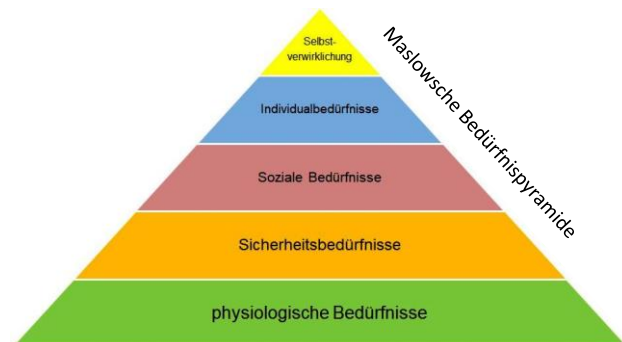 Selbst-
verwirklichung
Maslowsche Bedürfnispyramide
Individualbedürfnisse
Soziale Bedürfnisse
Sicherheitsbedürfnisse
physiologische Bedürfnisse